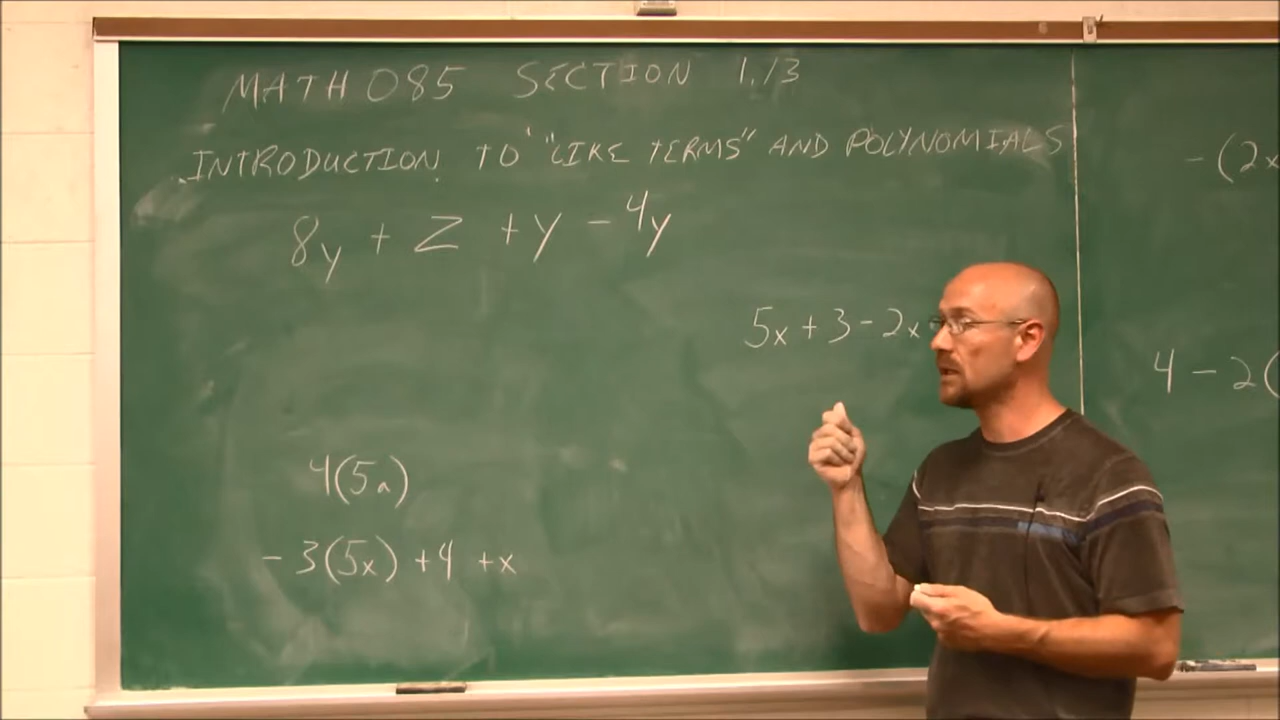 MATH 085 SECTION 1.13
INTRODUCTION TO "LIKE TERMS" AND POLYNOMIALS
8y + z + y - 4y
5x + 3 - 2x
4(5a)
- 3(5x) + 4 + x
- (2x
4 - 2(